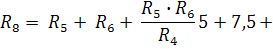 R₈ = R₅ + R₆ + (R₅ · R₆)/R₄ 5 + 7,5 +